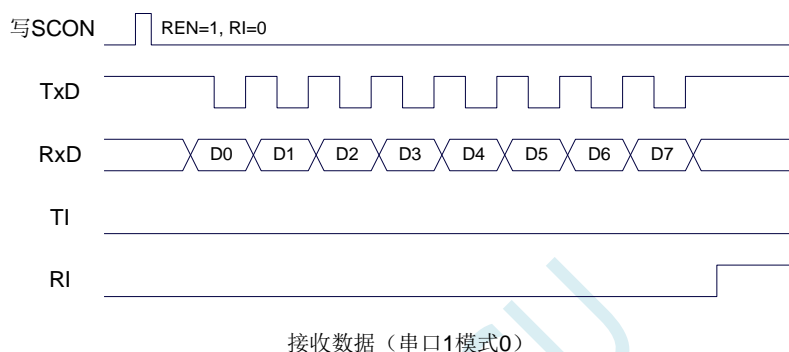 写SCON REN=1, RI=0
TxD
RxD D0 D1 D2 D3 D4 D5 D6 D7
TI
RI
接收数据（串口1模式0）